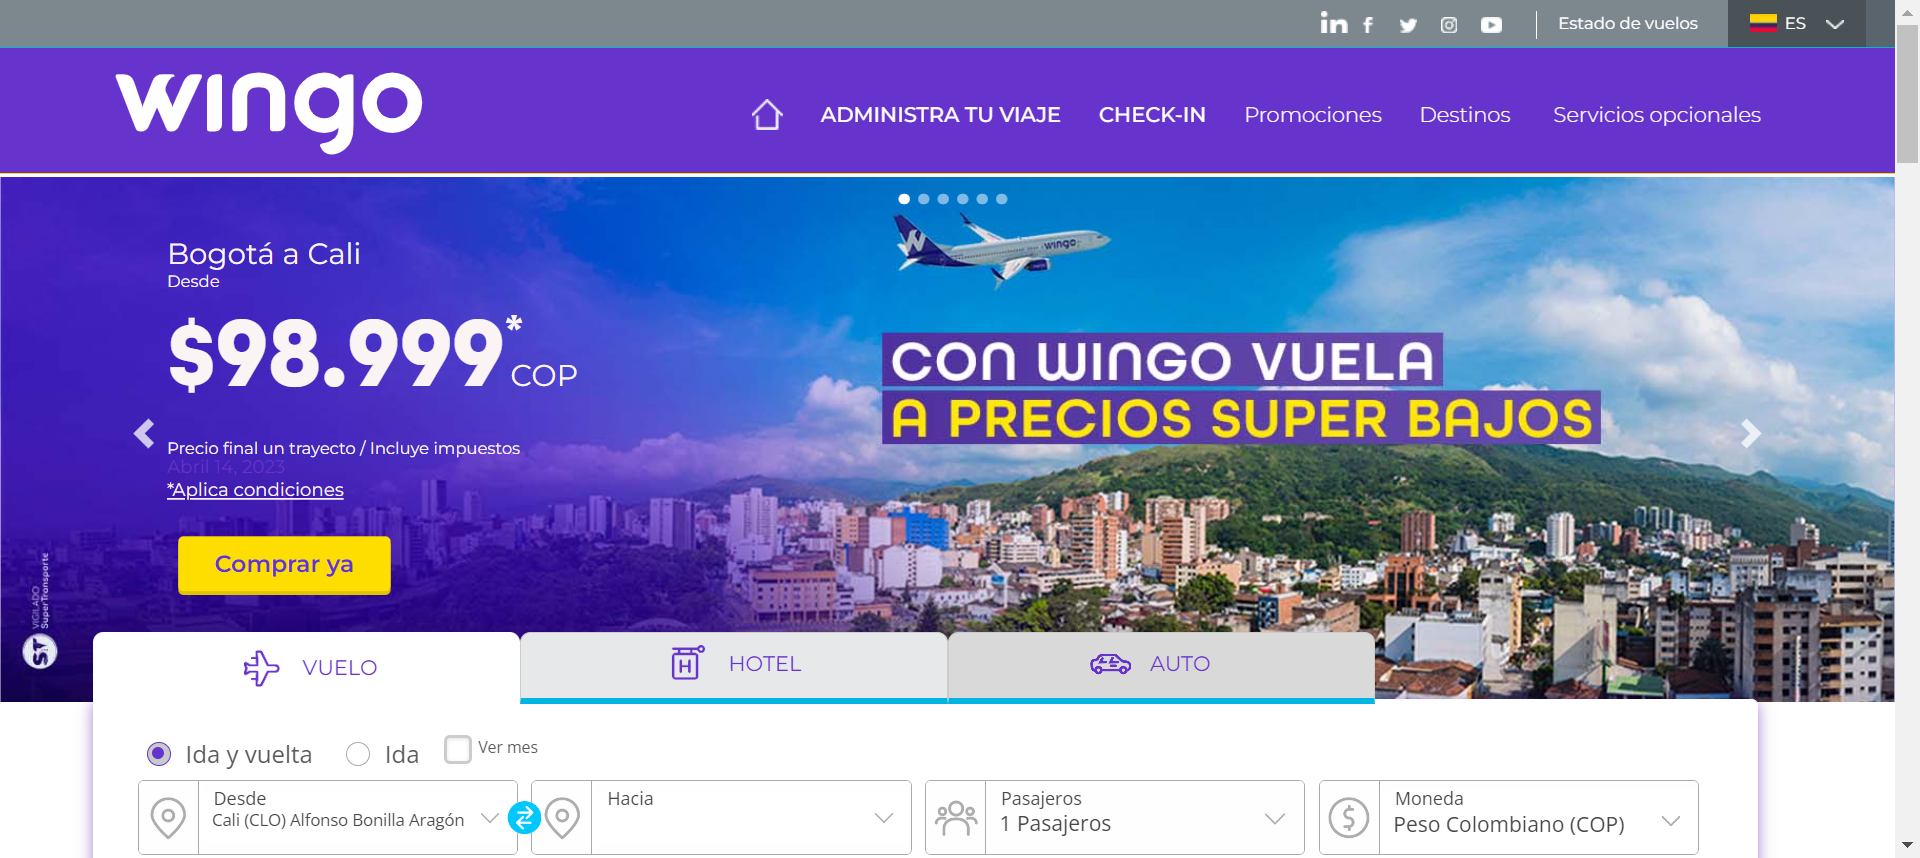 Estado de vuelos
ES
wingo
ADMINISTRA TU VIAJE
CHECK-IN
Promociones
Destinos
Servicios opcionales
Bogotá a Cali
Desde
$98.999*
COP
wingo
CON WINGO VUELA
A PRECIOS SUPER BAJOS
Precio final un trayecto / Incluye impuestos
Abril 14, 2023
*Aplica condiciones
Comprar ya
VIGILADO
SuperTransporte
ST
VUELO
H
HOTEL
AUTO
Ida y vuelta
Ida
Ver mes
Desde
Cali (CLO) Alfonso Bonilla Aragón
Hacia
Pasajeros
1 Pasajeros
Moneda
Peso Colombiano (COP)